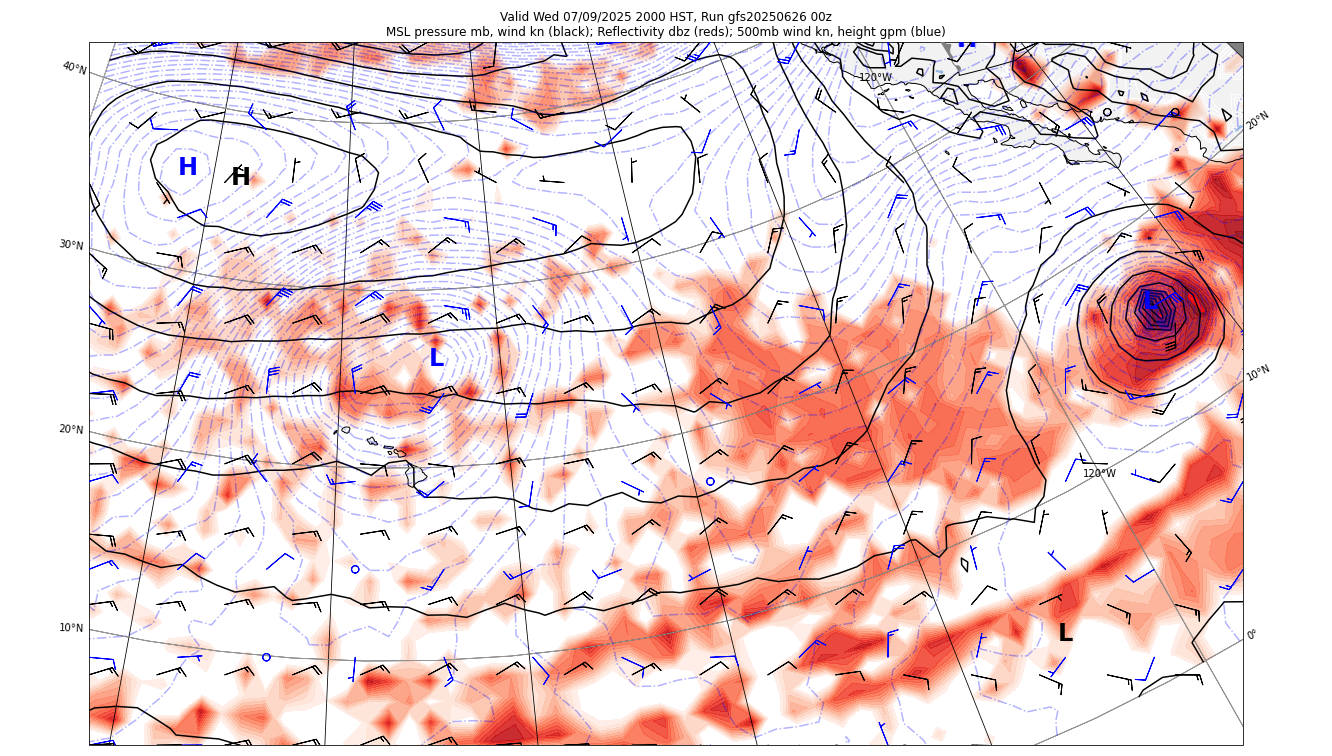 Valid Wed 07/09/2025 2000 HST, Run gfs20250626 00z
MSL pressure mb, wind kn (black); Reflectivity dbz (reds); 500mb wind kn, height gpm (blue)
40°N
120°W
20°N
H
H
30°N
L
10°N
20°N
120°W
10°N
L
0°